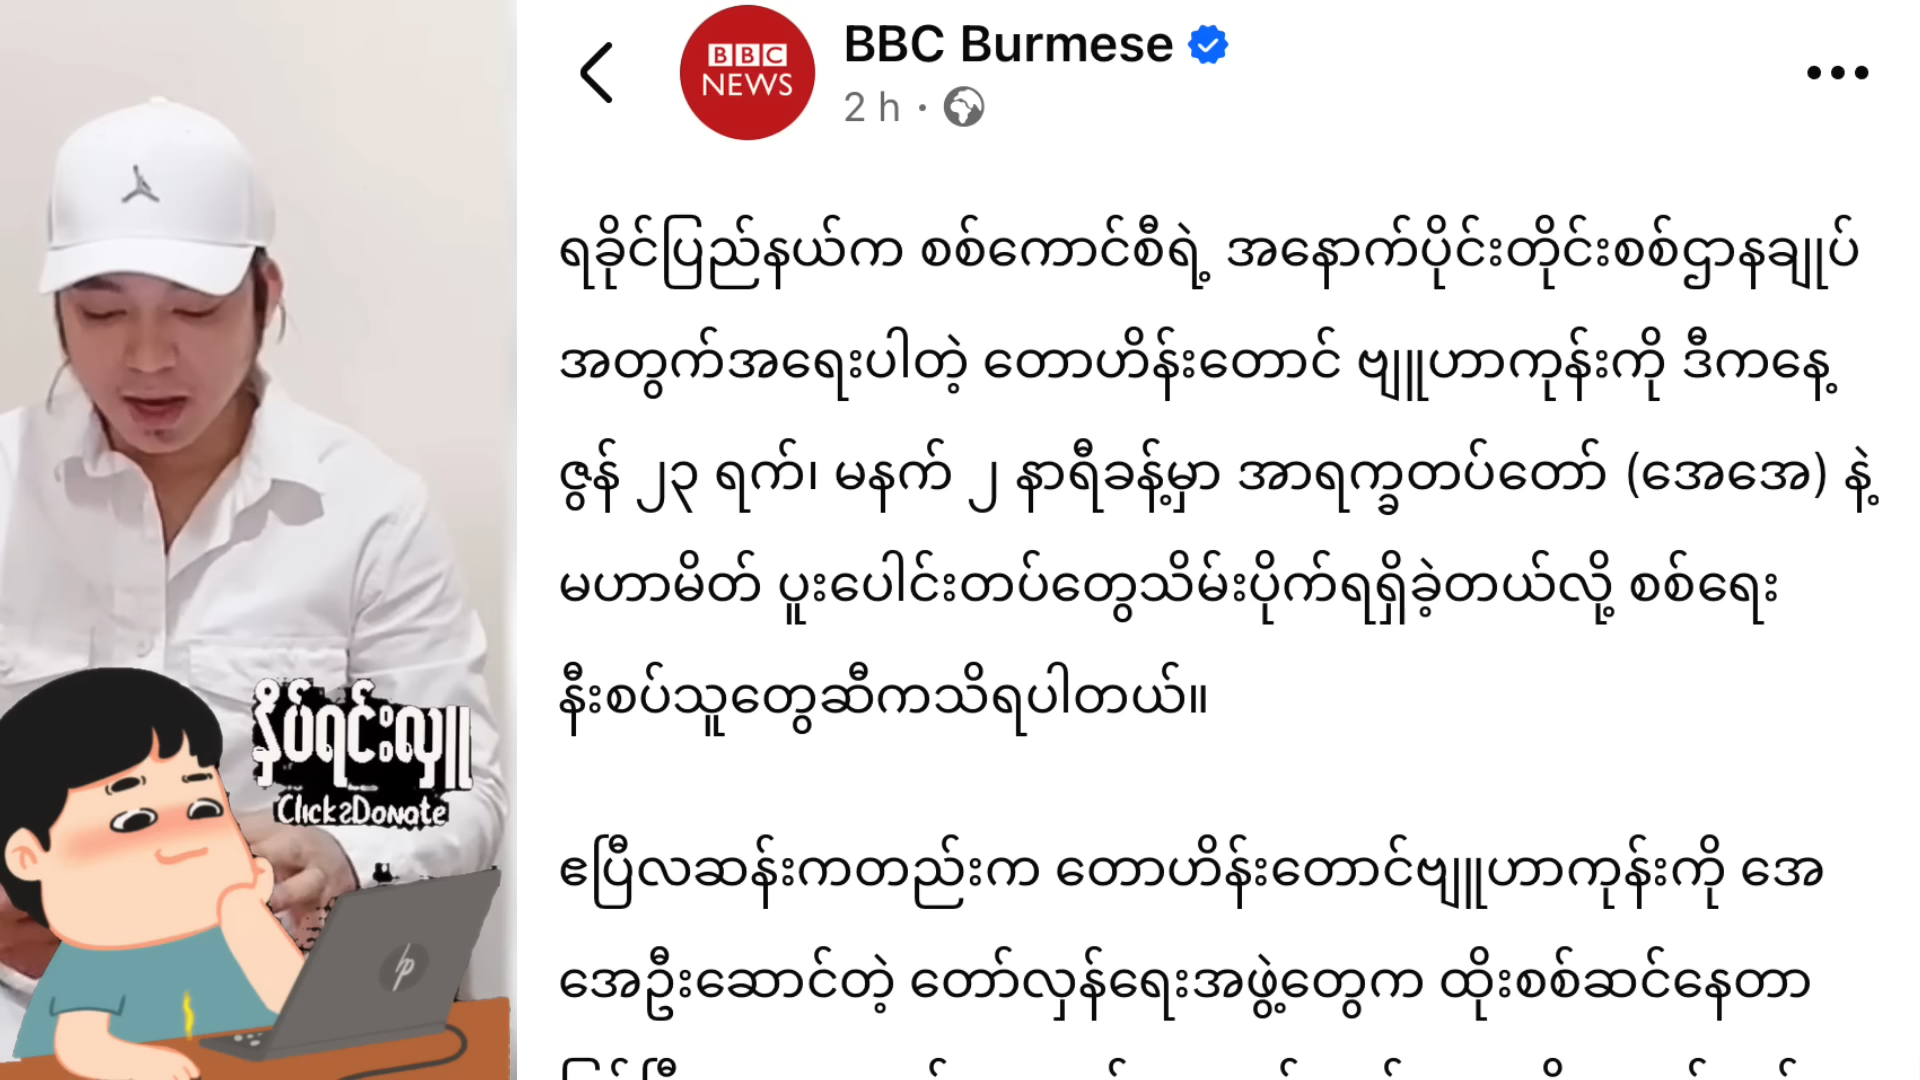 BBC
NEWS
BBC Burmese
2 h
ရခိုင်ပြည်နယ်က စစ်ကောင်စီရဲ့ အနောက်ပိုင်းတိုင်းစစ်ဌာနချုပ်
အတွက်အရေးပါတဲ့ တောဟိန်းတောင် ဗျူဟာကုန်းကို ဒီကနေ့
ဇွန် ၂၃ ရက်၊ မနက် ၂ နာရီခန့်မှာ အာရက္ခတပ်တော် (အေအေ) နဲ့
မဟာမိတ် ပူးပေါင်းတပ်တွေသိမ်းပိုက်ရရှိခဲ့တယ်လို့ စစ်ရေး
နီးစပ်သူတွေဆီကသိရပါတယ်။
ဧပြီလဆန်းကတည်းက တောဟိန်းတောင်ဗျူဟာကုန်းကို အေ
အေဦးဆောင်တဲ့ တော်လှန်ရေးအဖွဲ့တွေက ထိုးစစ်ဆင်နေတာ
နှိပ်ရင်းလှူ
Click2Donate
hp